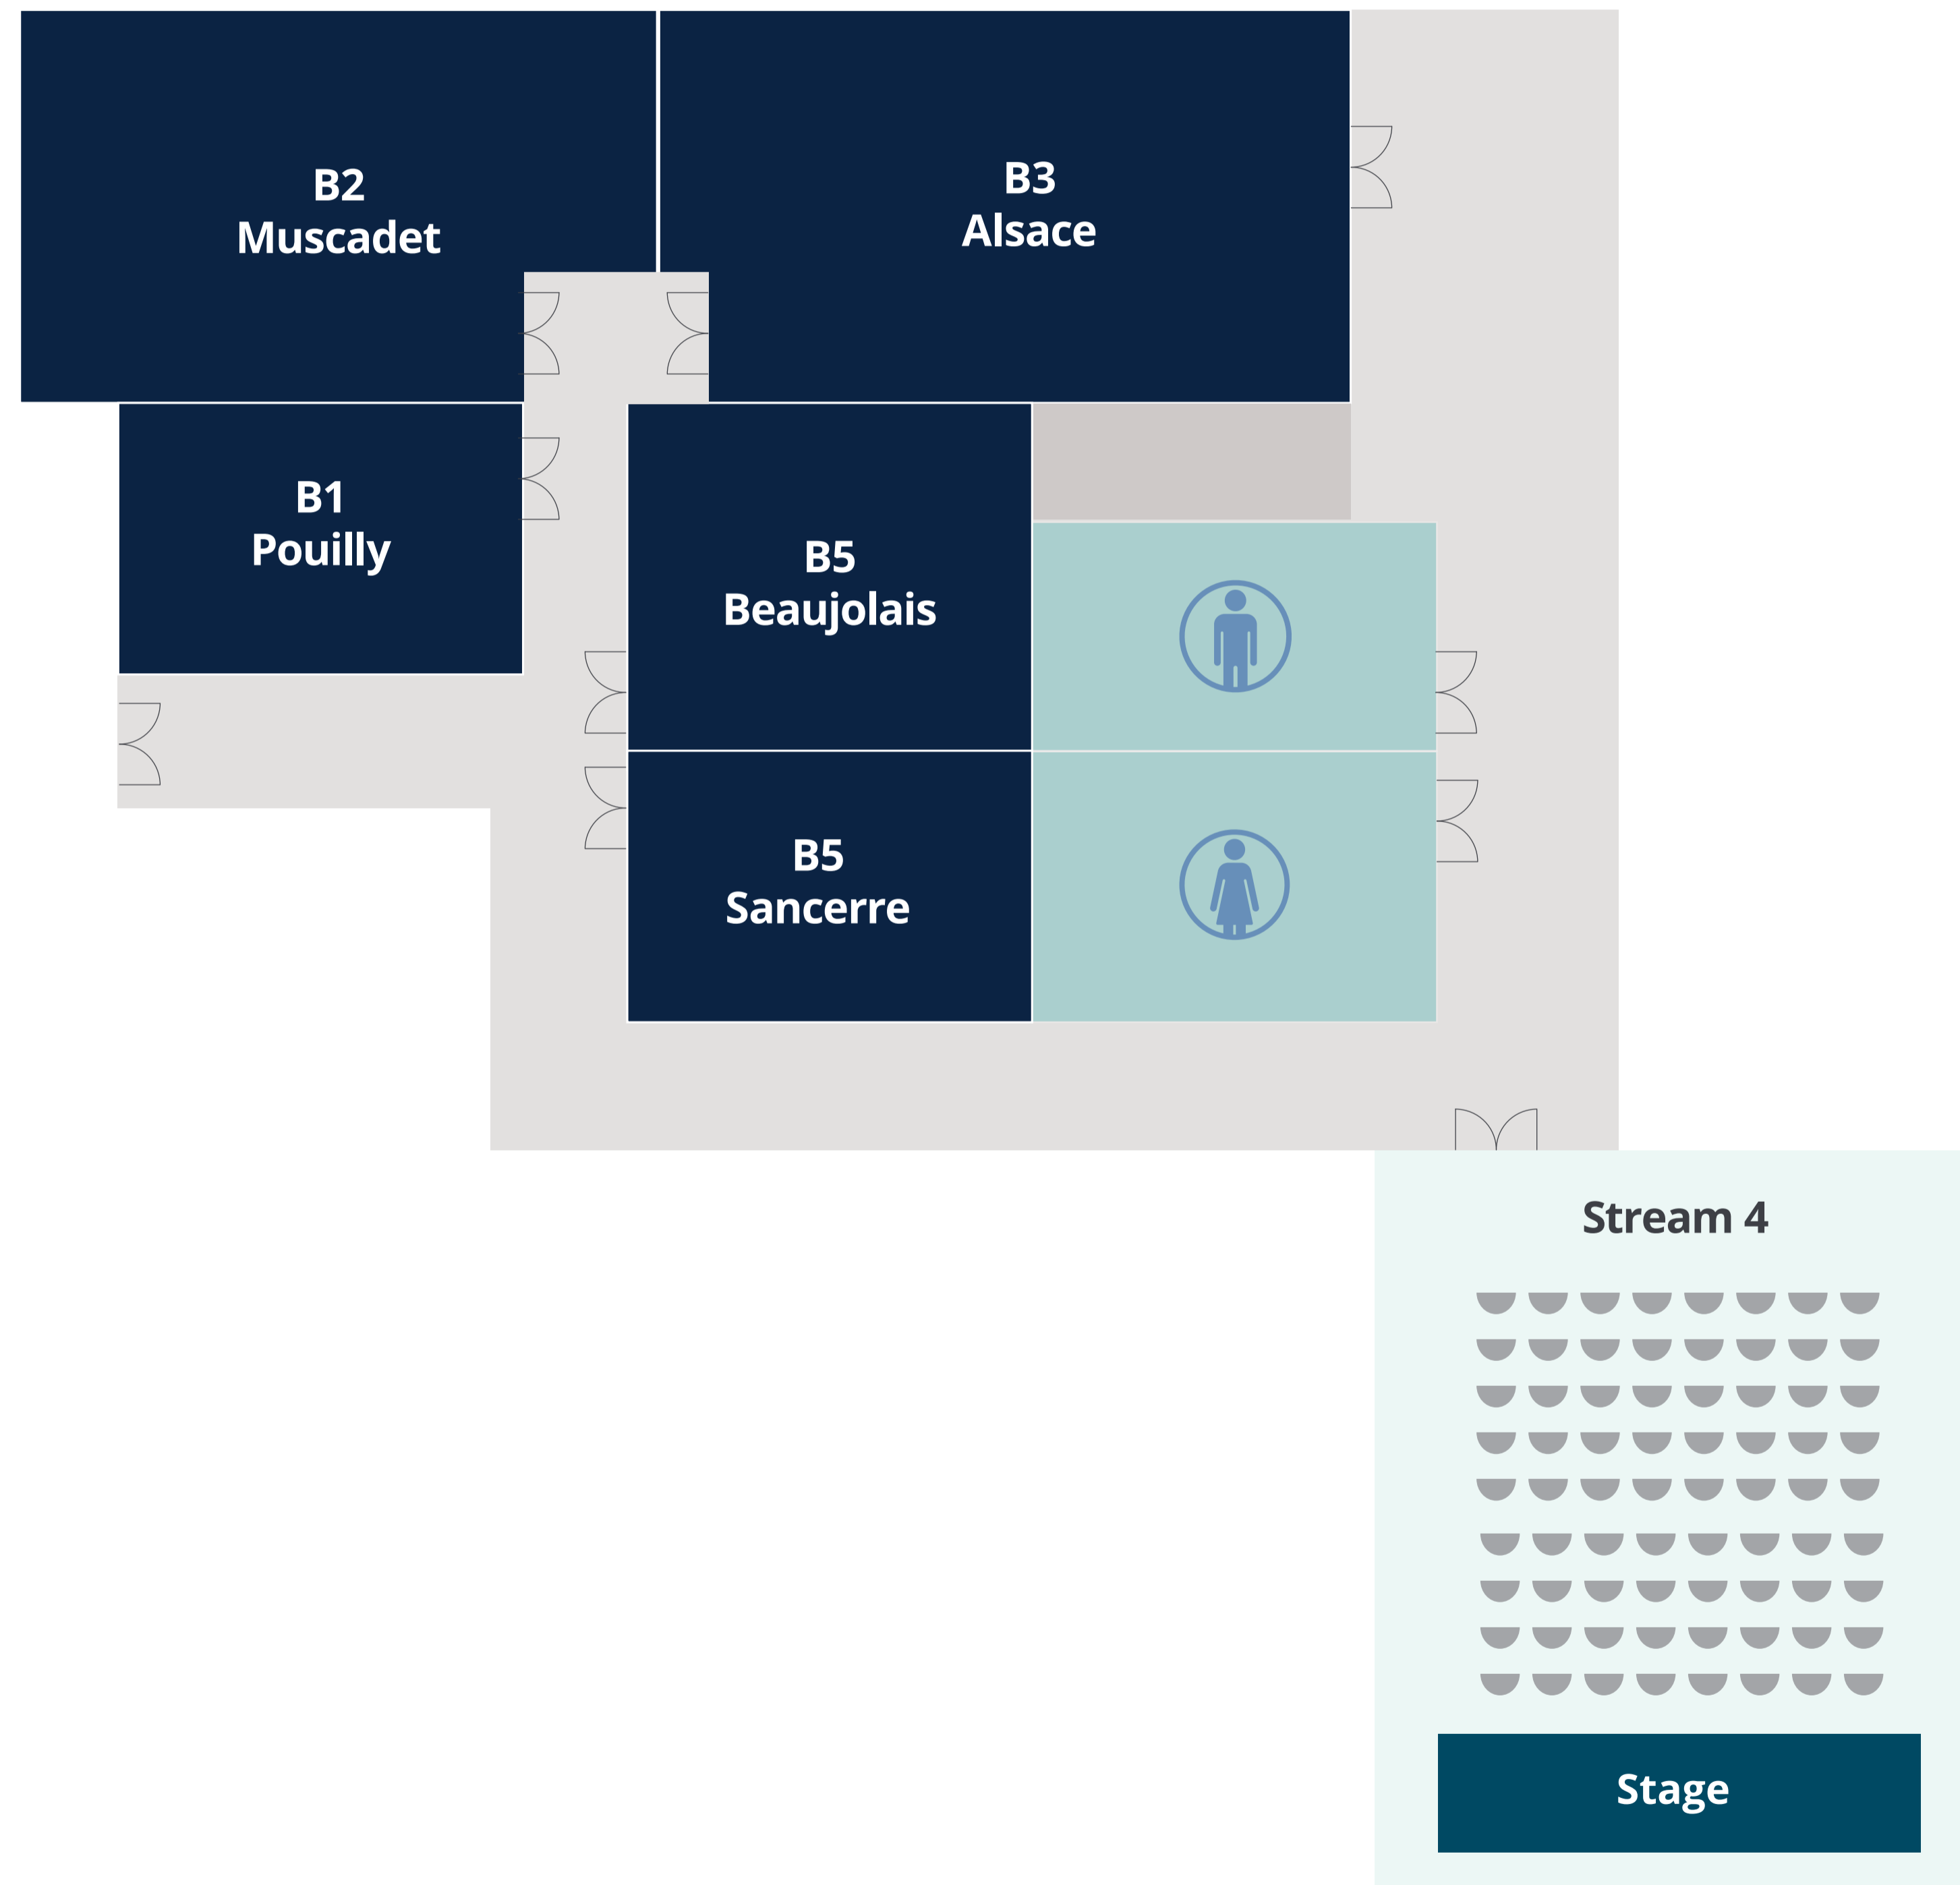 B2
Muscadet
B3
Alsace
B1
Pouilly
B5
Beaujolais
B5
Sancerre
Stream 4
Stage